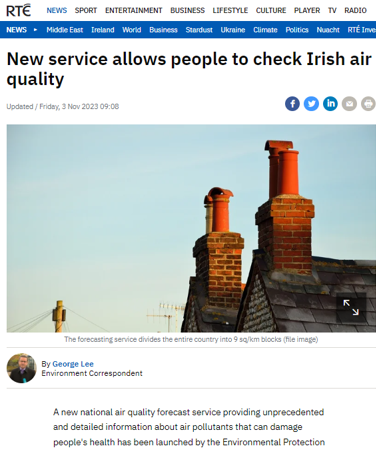 RTÉ NEWS SPORT ENTERTAINMENT BUSINESS LIFESTYLE CULTURE PLAYER TV RADIO
NEWS Middle East Ireland World Business Stardust Ukraine Climate Politics Nuacht RTÉ Inve
New service allows people to check Irish air
quality
Updated / Friday, 3 Nov 2023 09:08
The forecasting service divides the entire country into 9 sq/km blocks (file image)
By George Lee
Environment Correspondent
A new national air quality forecast service providing unprecedented
and detailed information about air pollutants that can damage
people's health has been launched by the Environmental Protection